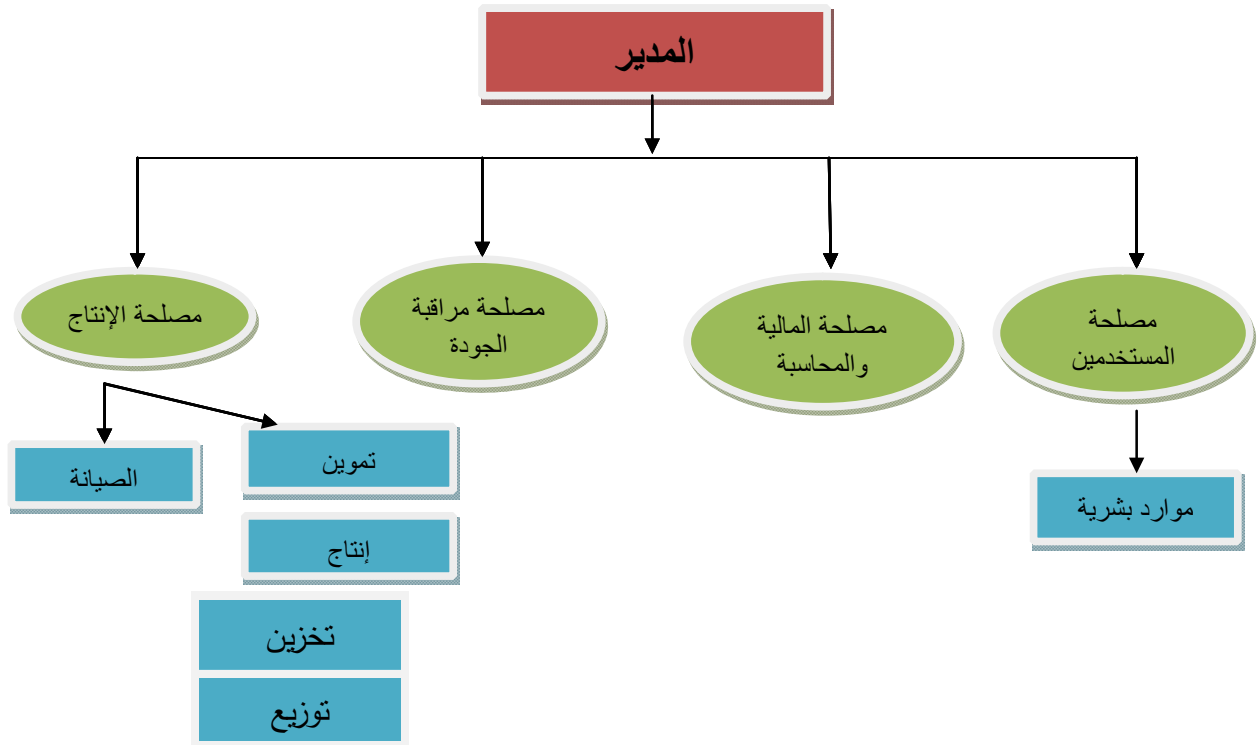 المدير
مصلحة
المستخدمين
مصلحة المالية
والمحاسبة
مصلحة مراقبة
الجودة
مصلحة الإنتاج
موارد بشرية
تموين
الصيانة
إنتاج
تخزين
توزيع